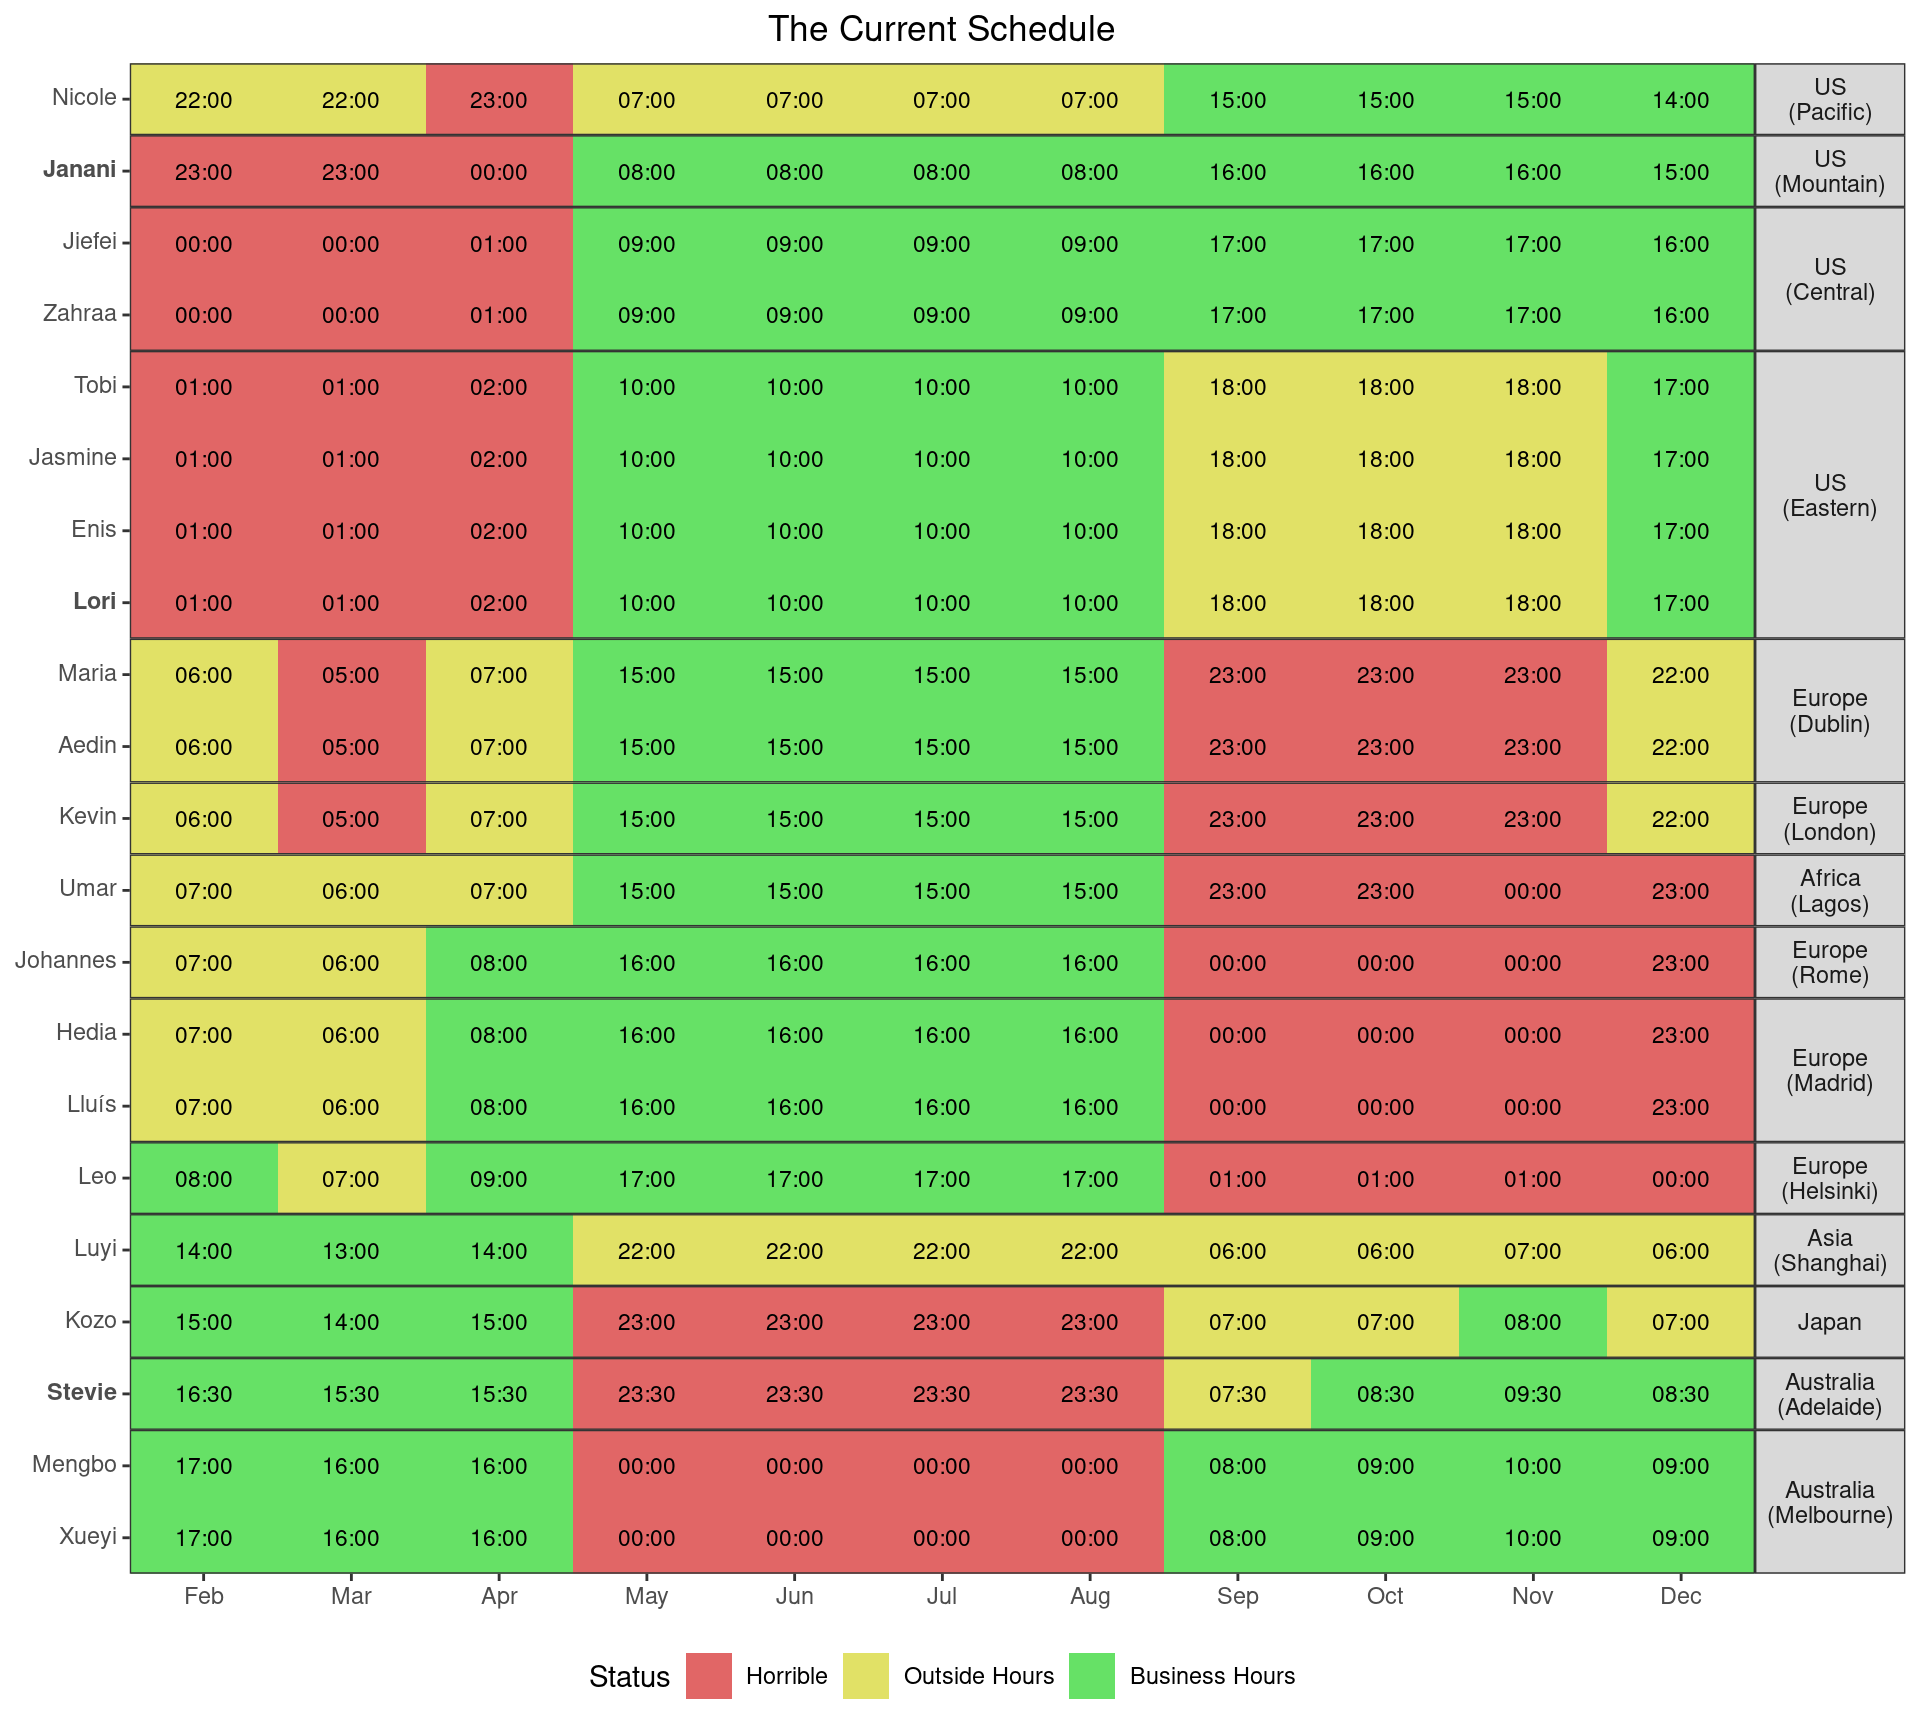 The Current Schedule
Nicole 22:00 22:00 23:00 07:00 07:00 07:00 07:00 15:00 15:00 15:00 14:00 US (Pacific)
Janani 23:00 23:00 00:00 08:00 08:00 08:00 08:00 16:00 16:00 16:00 15:00 US (Mountain)
Jiefei 00:00 00:00 01:00 09:00 09:00 09:00 09:00 17:00 17:00 17:00 16:00
US (Central)
Zahraa 00:00 00:00 01:00 09:00 09:00 09:00 09:00 17:00 17:00 17:00 16:00
Tobi 01:00 01:00 02:00 10:00 10:00 10:00 10:00 18:00 18:00 18:00 17:00
Jasmine 01:00 01:00 02:00 10:00 10:00 10:00 10:00 18:00 18:00 18:00 17:00
US (Eastern)
Enis 01:00 01:00 02:00 10:00 10:00 10:00 10:00 18:00 18:00 18:00 17:00
Lori 01:00 01:00 02:00 10:00 10:00 10:00 10:00 18:00 18:00 18:00 17:00
Maria 06:00 05:00 07:00 15:00 15:00 15:00 15:00 23:00 23:00 23:00 22:00
Europe (Dublin)
Aedin 06:00 05:00 07:00 15:00 15:00 15:00 15:00 23:00 23:00 23:00 22:00
Kevin 06:00 05:00 07:00 15:00 15:00 15:00 15:00 23:00 23:00 23:00 22:00 Europe (London)
Umar 07:00 06:00 07:00 15:00 15:00 15:00 15:00 23:00 23:00 00:00 23:00 Africa (Lagos)
Johannes 07:00 06:00 08:00 16:00 16:00 16:00 16:00 00:00 00:00 00:00 23:00 Europe (Rome)
Hedia 07:00 06:00 08:00 16:00 16:00 16:00 16:00 00:00 00:00 00:00 23:00
Europe (Madrid)
Lluís 07:00 06:00 08:00 16:00 16:00 16:00 16:00 00:00 00:00 00:00 23:00
Leo 08:00 07:00 09:00 17:00 17:00 17:00 17:00 01:00 01:00 01:00 00:00 Europe (Helsinki)
Luyi 14:00 13:00 14:00 22:00 22:00 22:00 22:00 06:00 06:00 07:00 06:00 Asia (Shanghai)
Kozo 15:00 14:00 15:00 23:00 23:00 23:00 23:00 07:00 07:00 08:00 07:00 Japan
Stevie 16:30 15:30 15:30 23:30 23:30 23:30 23:30 07:30 08:30 09:30 08:30 Australia (Adelaide)
Mengbo 17:00 16:00 16:00 00:00 00:00 00:00 00:00 08:00 09:00 10:00 09:00
Australia (Melbourne)
Xueyi 17:00 16:00 16:00 00:00 00:00 00:00 00:00 08:00 09:00 10:00 09:00
Feb Mar Apr May Jun Jul Aug Sep Oct Nov Dec
Status Horrible Outside Hours Business Hours